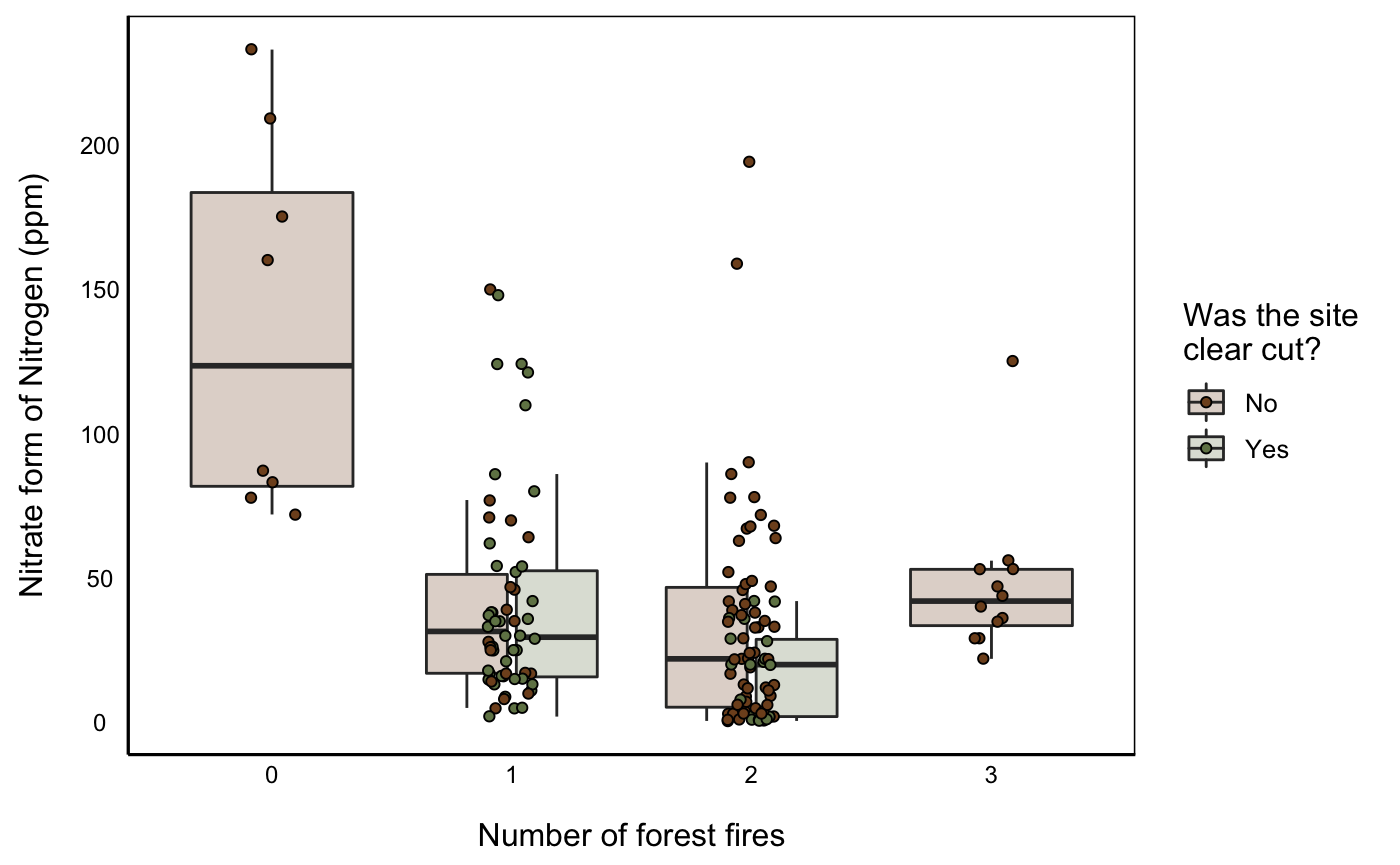 Nitrate form of Nitrogen (ppm)
200
150
100
50
0
0 1 2 3
Number of forest fires
Was the site
clear cut?
No
Yes